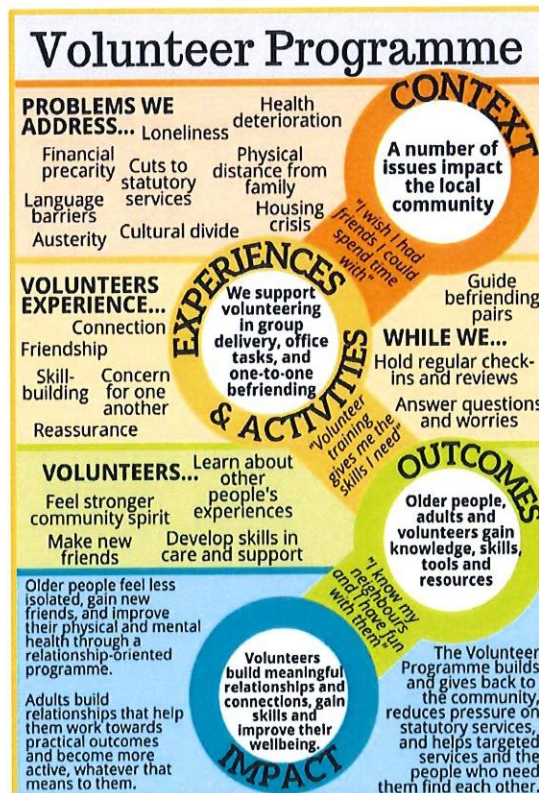 Volunteer Programme
PROBLEMS WE
ADDRESS...
Loneliness
Health
deterioration
Financial
precarity
Cuts to
statutory
services
Physical
distance from
family
Language
barriers
Housing
crisis
Austerity
Cultural divide
CONTEXT
A number of
issues impact
the local
community
"I wish I had
friends I could
spend time
with"
VOLUNTEERS
EXPERIENCE...
Connection
Friendship
Skill-
building
Concern
for one
another
Reassurance
EXPERIENCES
& ACTIVITIES
We support
volunteering
in group
delivery, office
tasks, and
one-to-one
befriending
Guide
befriending
pairs
WHILE WE...
Hold regular check-
ins and reviews
Answer questions
and worries
"Volunteer
training
gives me the
skills I need"
VOLUNTEERS...
Learn about
other
people's
experiences
Feel stronger
community spirit
Make new
friends
Develop skills in
care and support
OUTCOMES
Older people,
adults and
volunteers gain
knowledge, skills,
tools and
resources
"I know my
neighbours
and I have fun
with them"
Older people feel less
isolated, gain new
friends, and improve
their physical and mental
health through a
relationship-oriented
programme.
Adults build
relationships that help
them work towards
practical outcomes
and become more
active, whatever that
means to them.
Volunteers
build meaningful
relationships and
connections, gain
skills and
improve their
wellbeing.
IMPACT
The Volunteer
Programme builds
and gives back to
the community,
reduces pressure on
statutory services,
and helps targeted
services and the
people who need
them find each other.